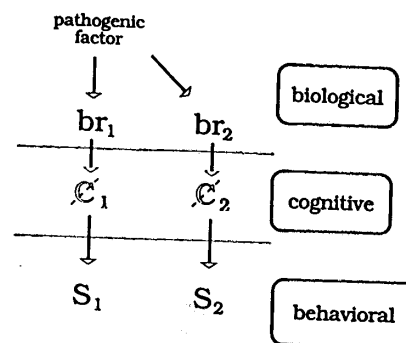 pathogenic
factor
biological
br₁ br₂
ℂ₁ ℂ₂
cognitive
S₁ S₂
behavioral